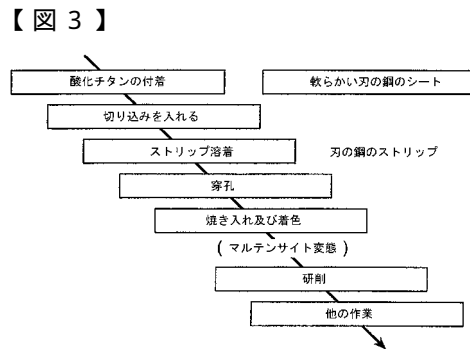 【図3】
酸化チタンの付着
軟らかい刃の鋼のシート
切り込みを入れる
ストリップ溶着
刃の鋼のストリップ
穿孔
焼き入れ及び着色
(マルテンサイト変態)
研削
他の作業